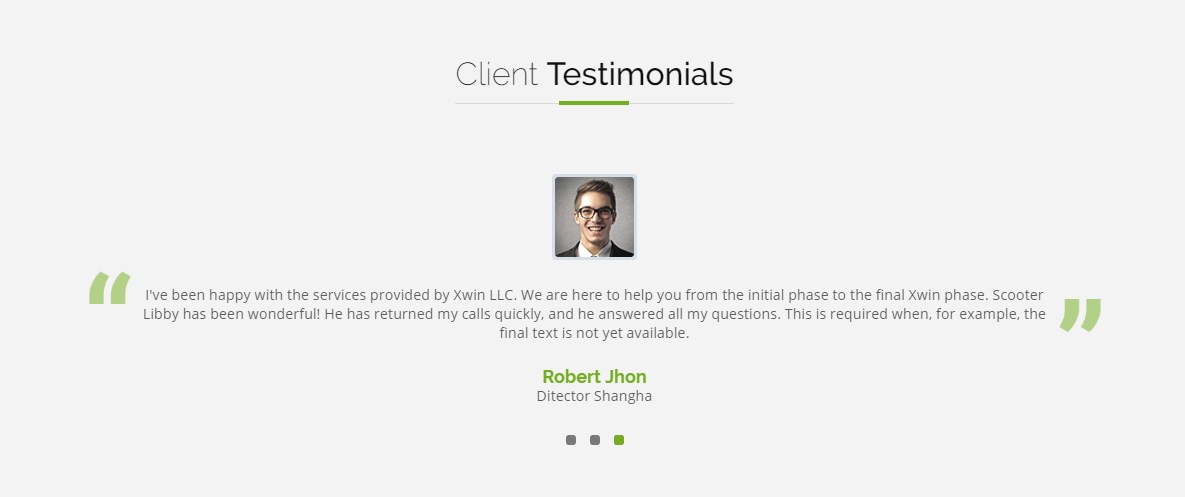 Client Testimonials
“
I've been happy with the services provided by Xwin LLC. We are here to help you from the initial phase to the final Xwin phase. Scooter
Libby has been wonderful! He has returned my calls quickly, and he answered all my questions. This is required when, for example, the
final text is not yet available.
”
Robert Jhon
Ditector Shangha